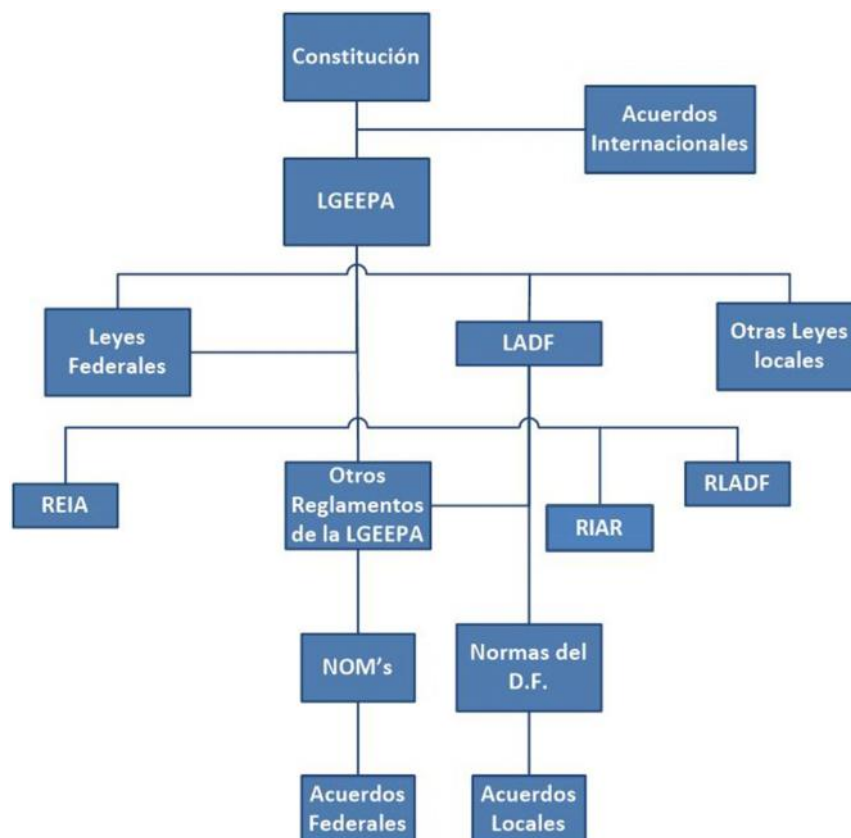 Constitución
Acuerdos
Internacionales
LGEEPA
Leyes
Federales
LADF
Otras Leyes
locales
REIA
Otros
Reglamentos
de la LGEEPA
RIAR
RLADF
NOM’s
Normas del
D.F.
Acuerdos
Federales
Acuerdos
Locales